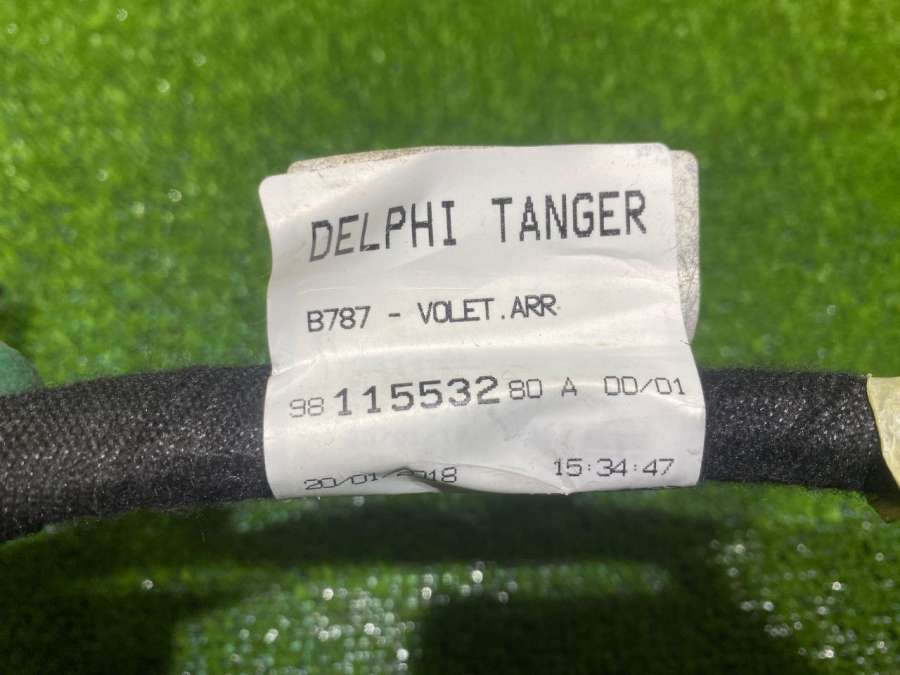 DELPHI TANGER
B787 - VOLET.ARR
98 115532 80 A 00/01
15:34:47